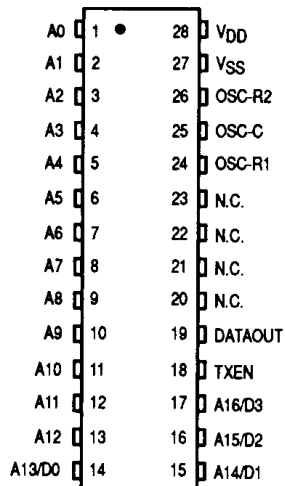 A0 1 28 VDD
A1 2 27 VSS
A2 3 26 OSC-R2
A3 4 25 OSC-C
A4 5 24 OSC-R1
A5 6 23 N.C.
A6 7 22 N.C.
A7 8 21 N.C.
A8 9 20 N.C.
A9 10 19 DATAOUT
A10 11 18 TXEN
A11 12 17 A16/D3
A12 13 16 A15/D2
A13/D0 14 15 A14/D1